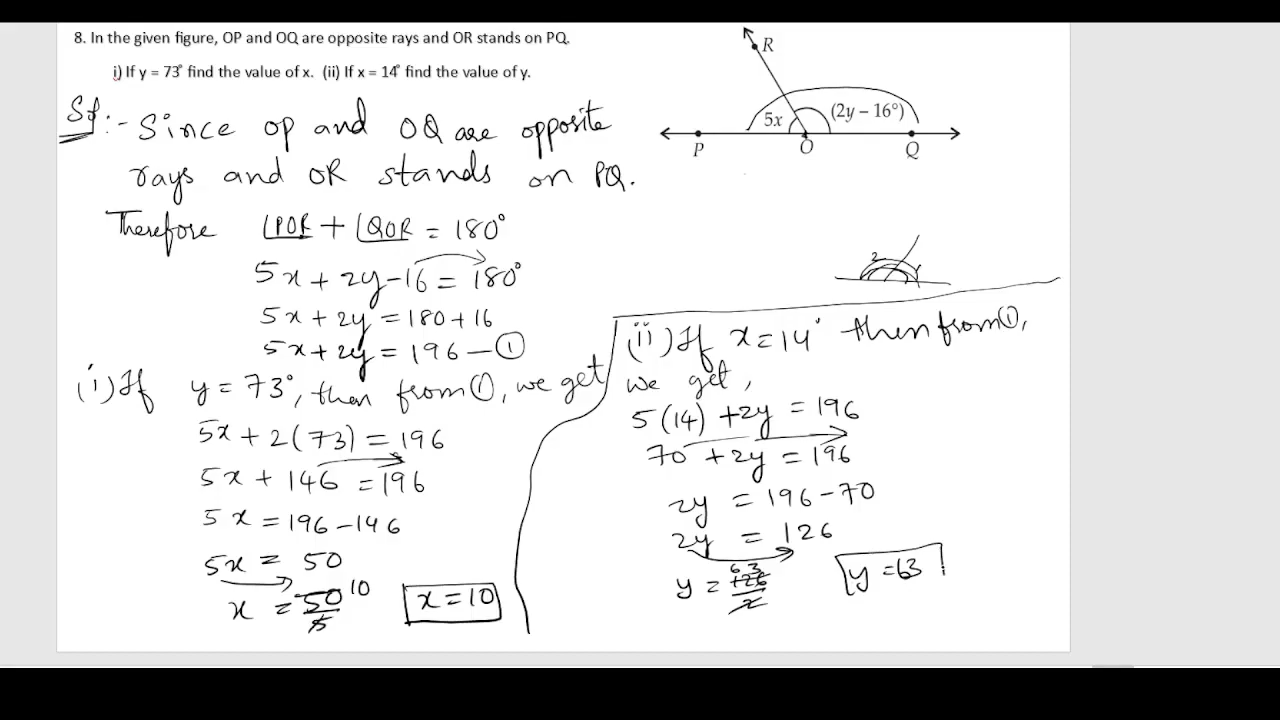 8. In the given figure, OP and OQ are opposite rays and OR stands on PQ.
i) If y = 73° find the value of x. (ii) If x = 14° find the value of y.
R
5x
(2y – 16°)
P
O
Q
Sol:- Since OP and OQ are opposite
rays and OR stands on PQ.
Therefore ∠POR + ∠QOR = 180°
5x + 2y - 16 = 180°
5x + 2y = 180 + 16
5x + 2y = 196 — ①
(i) If y = 73°, then from ①, we get
5x + 2(73) = 196
5x + 146 = 196
5x = 196 - 146
5x = 50
x = 50/5 10
x = 10
2 1
(ii) If x = 14° then from ①,
we get,
5(14) + 2y = 196
70 + 2y = 196
2y = 196 - 70
2y = 126
y = 126/2 63
y = 63